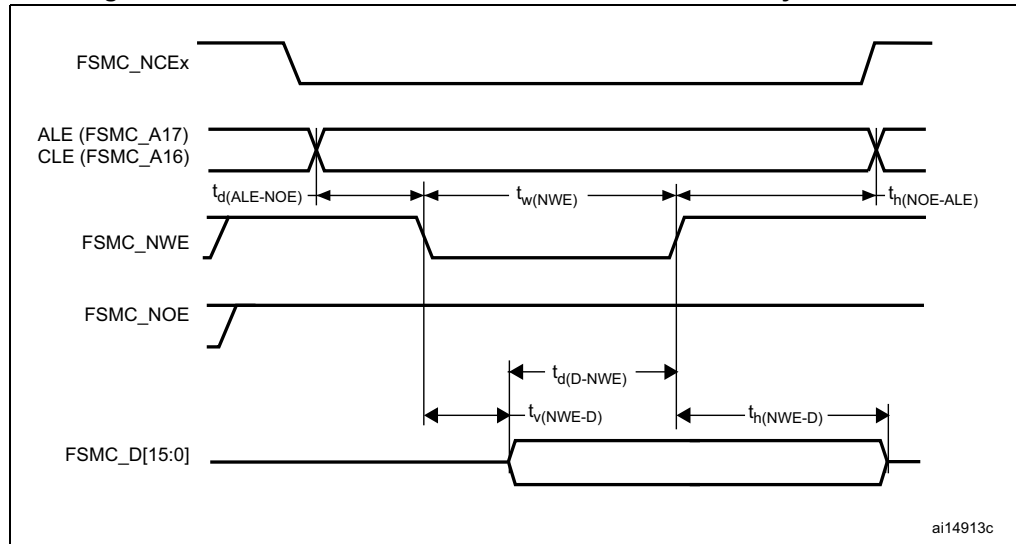 FSMC_NCEx
ALE (FSMC_A17)
CLE (FSMC_A16)
td(ALE-NOE)
tw(NWE)
th(NOE-ALE)
FSMC_NWE
FSMC_NOE
td(D-NWE)
tv(NWE-D)
th(NWE-D)
FSMC_D[15:0]
ai14913c